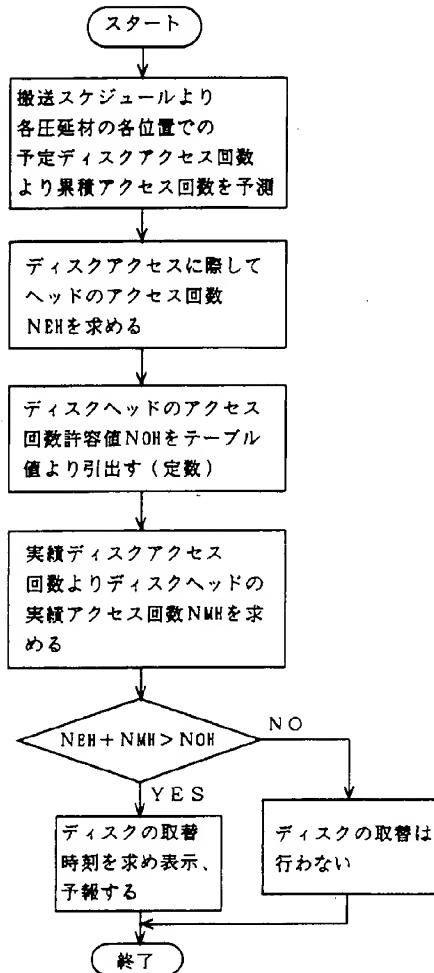 スタート
搬送スケジュールより
各圧延材の各位置での
予定ディスクアクセス回数
より累積アクセス回数を予測
ディスクアクセスに際して
ヘッドのアクセス回数
NEHを求める
ディスクヘッドのアクセス
回数許容値NOHをテーブル
値より引出す(定数)
実績ディスクアクセス
回数よりディスクヘッドの
実績アクセス回数NMHを求
める
NEH+NMH>NOH
NO
YES
ディスクの取替
時刻を求め表示、
予報する
ディスクの取替は
行わない
終了